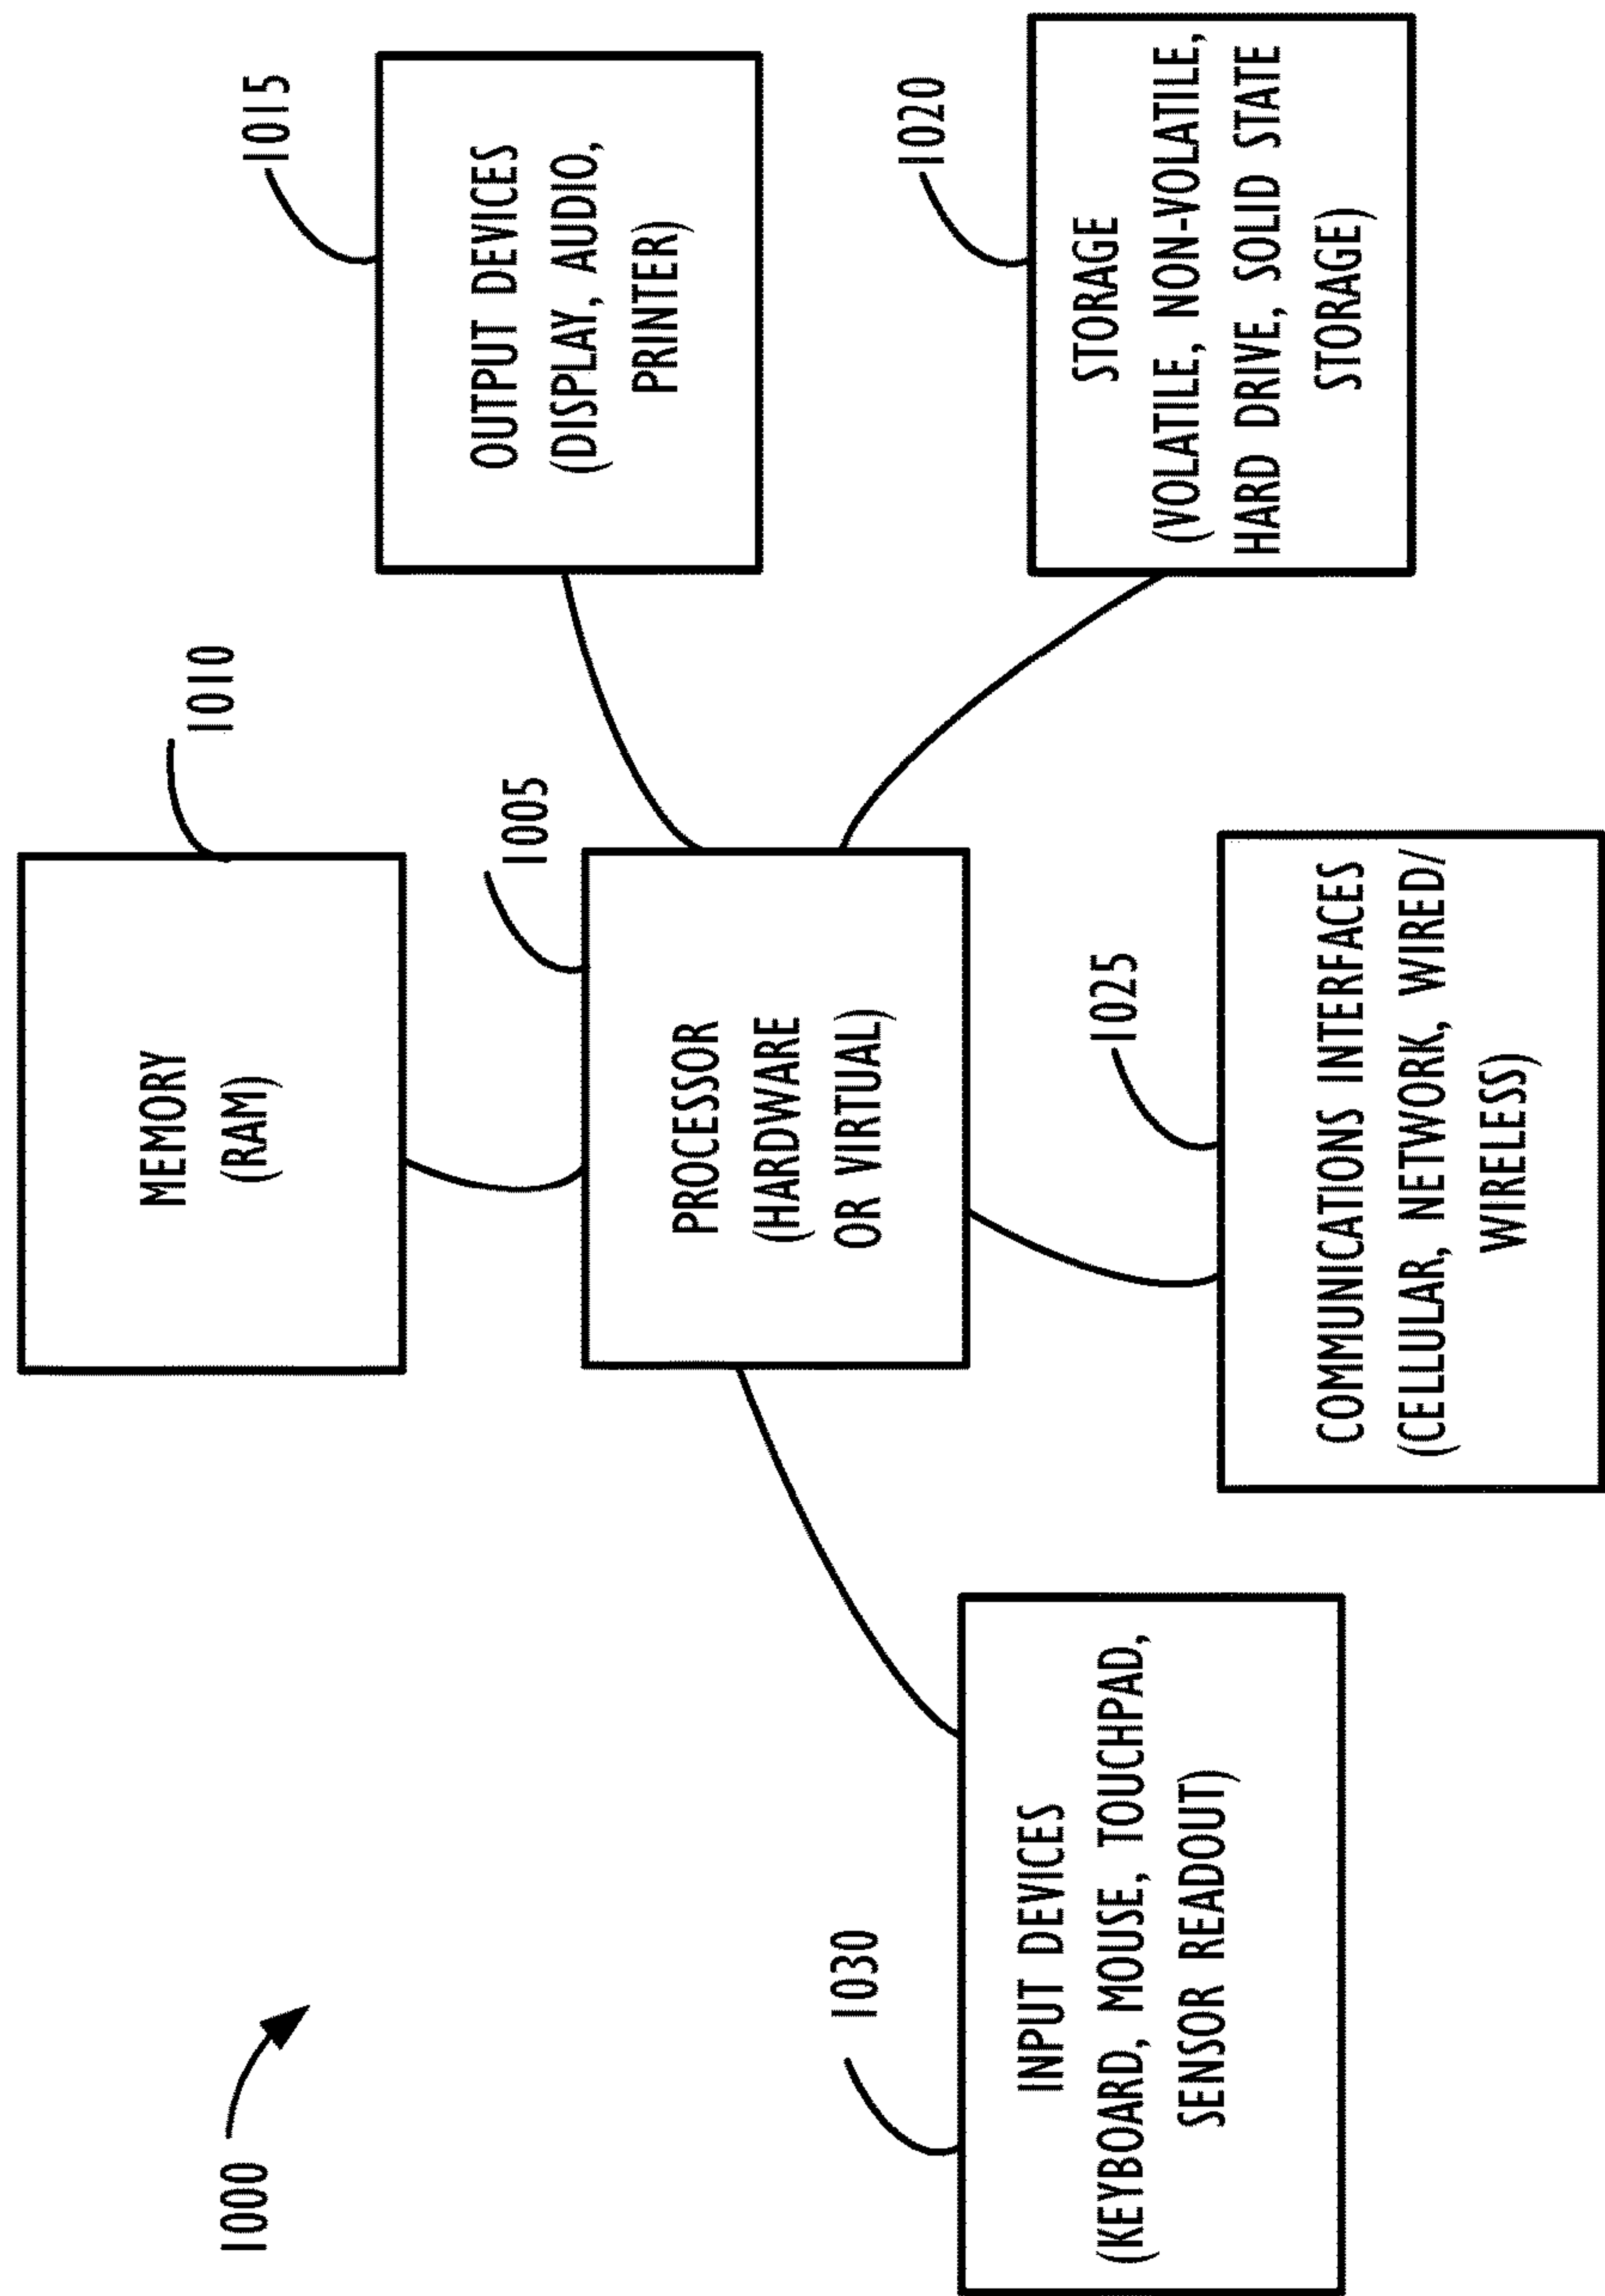 1000
1010
MEMORY
(RAM)
1015
OUTPUT DEVICES
(DISPLAY, AUDIO,
PRINTER)
1005
PROCESSOR
(HARDWARE
OR VIRTUAL)
1020
STORAGE
(VOLATILE, NON-VOLATILE,
HARD DRIVE, SOLID STATE
STORAGE)
1030
INPUT DEVICES
(KEYBOARD, MOUSE, TOUCHPAD,
SENSOR READOUT)
1025
COMMUNICATIONS INTERFACES
(CELLULAR, NETWORK, WIRED/
WIRELESS)